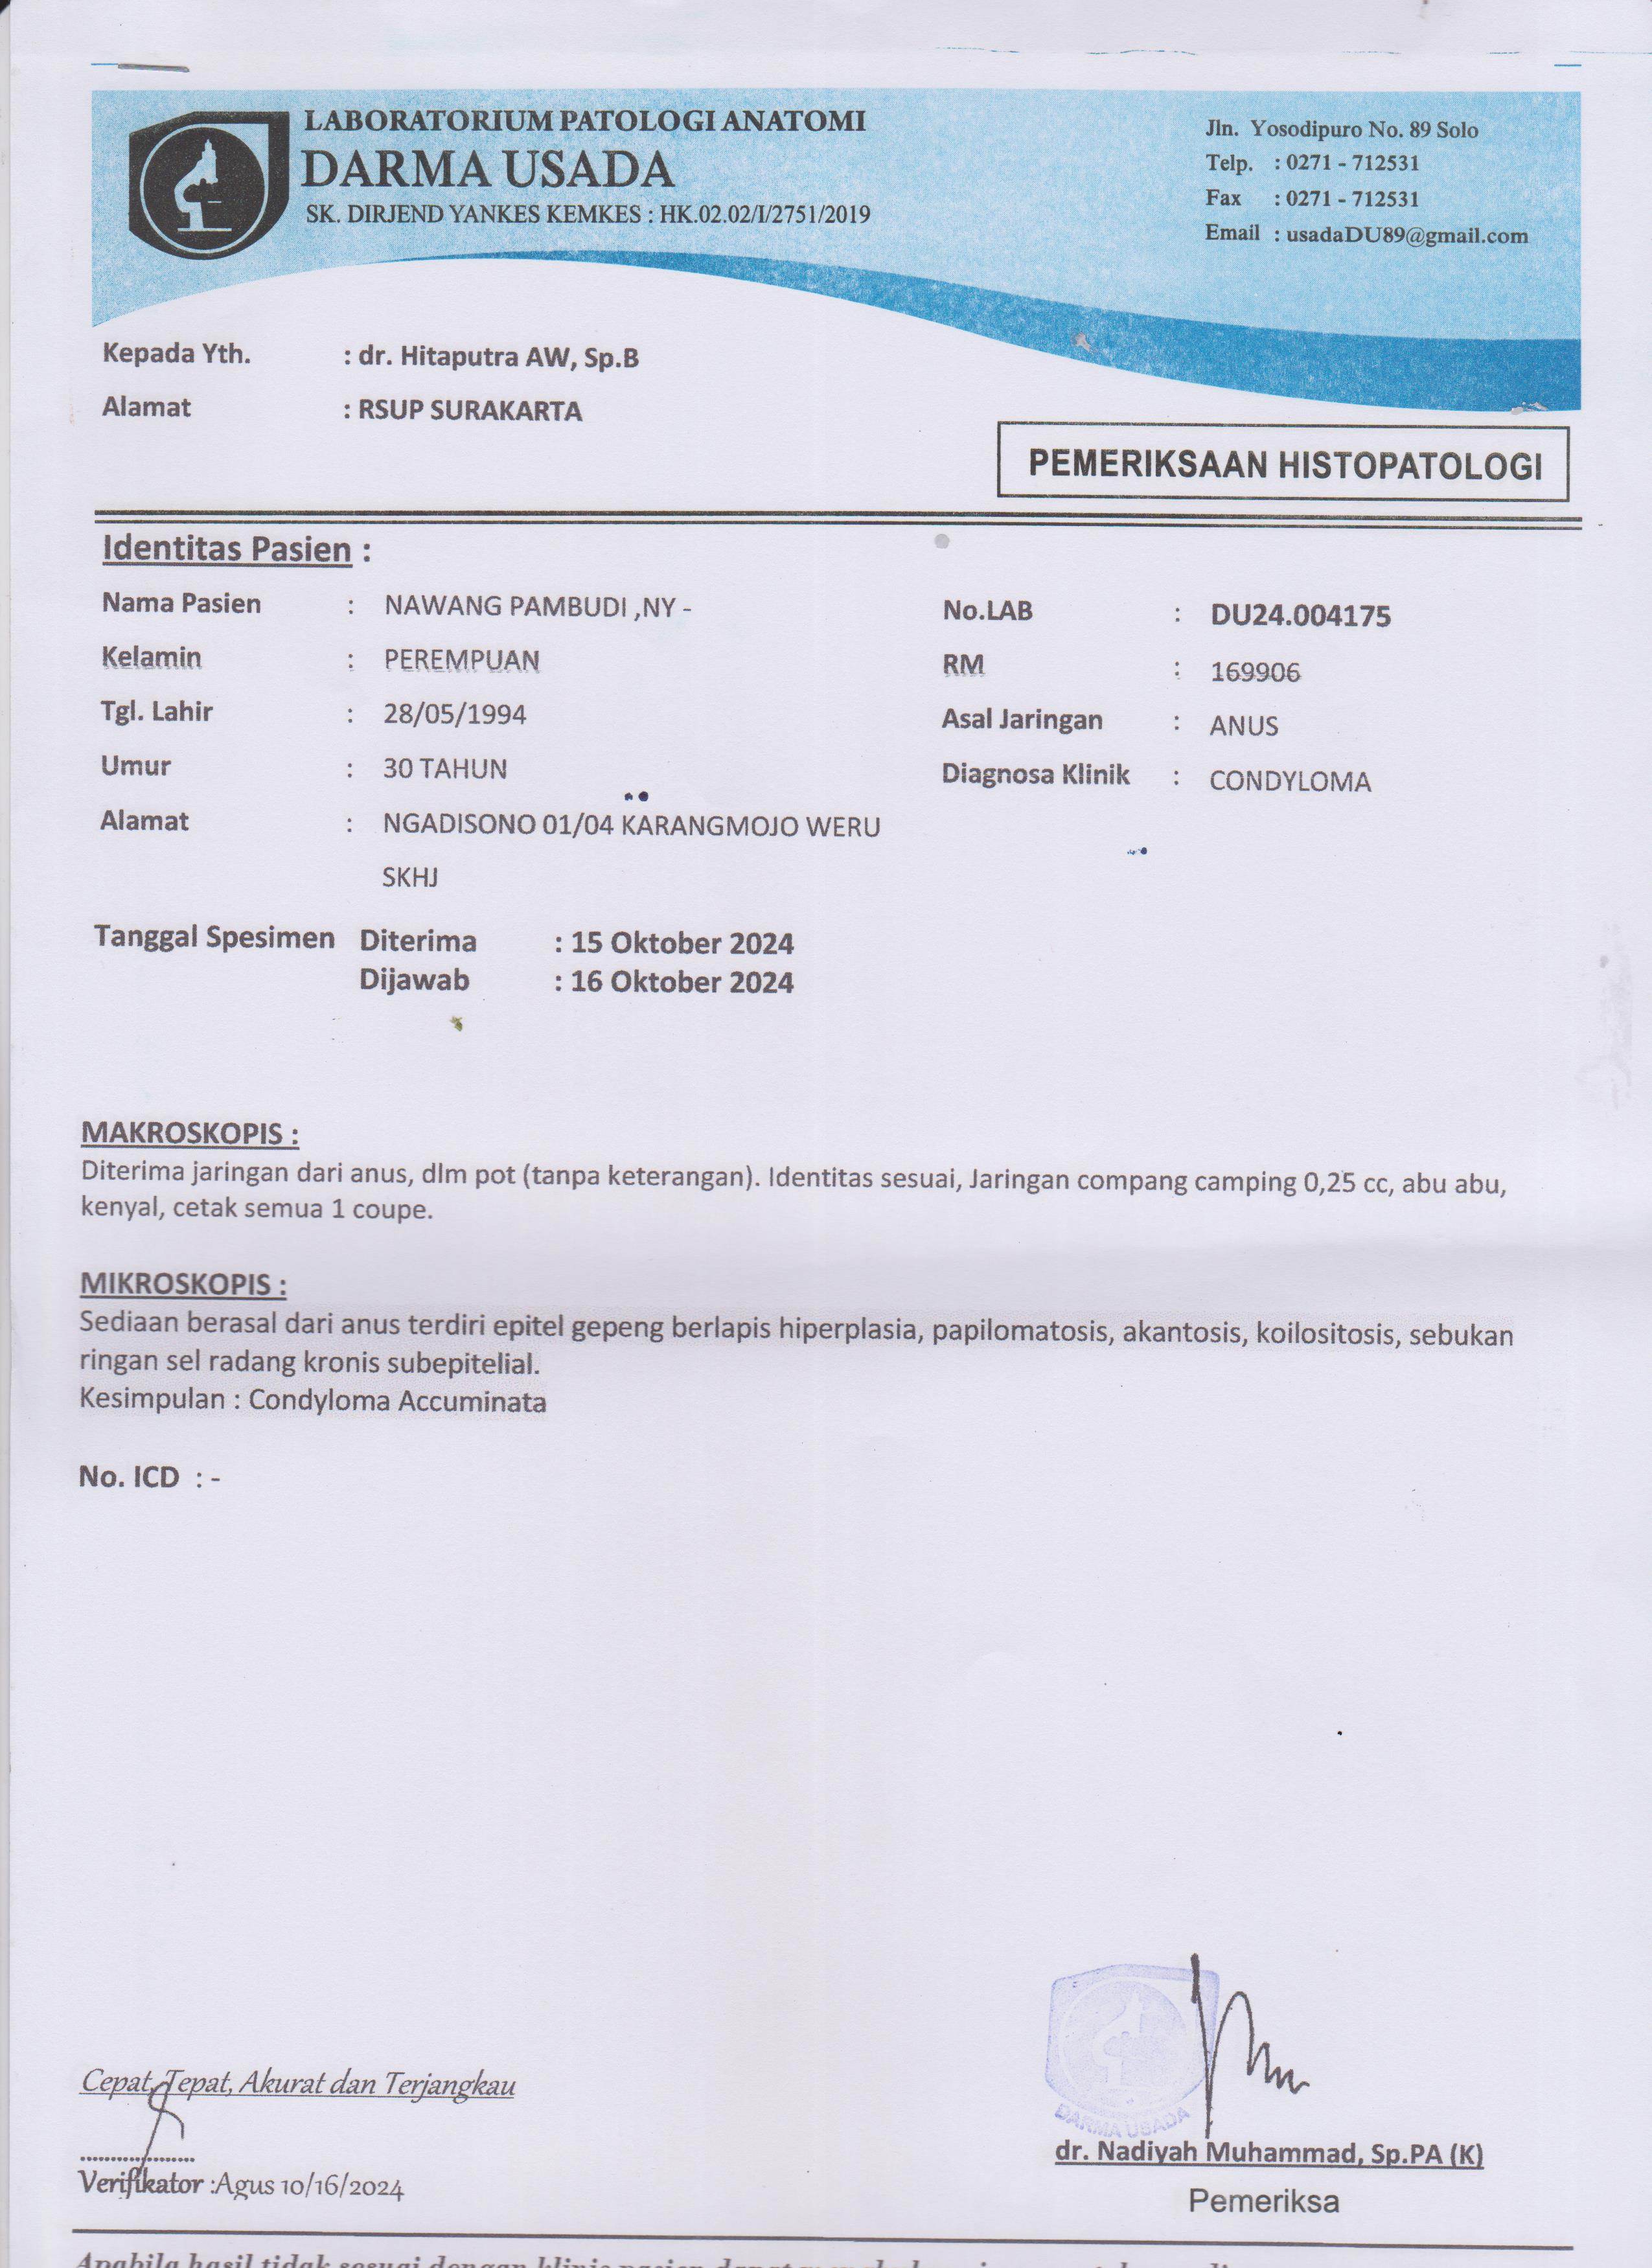 LABORATORIUM PATOLOGI ANATOMI
DARMA USADA
SK. DIRJEND YANKES KEMKES : HK.02.02/I/2751/2019
Jln. Yosodipuro No. 89 Solo
Telp. : 0271 - 712531
Fax : 0271 - 712531
Email : usadaDU89@gmail.com
Kepada Yth. : dr. Hitaputra AW, Sp.B
Alamat : RSUP SURAKARTA
PEMERIKSAAN HISTOPATOLOGI
Identitas Pasien :
Nama Pasien : NAWANG PAMBUDI ,NY - No.LAB : DU24.004175
Kelamin : PEREMPUAN RM : 169906
Tgl. Lahir : 28/05/1994 Asal Jaringan : ANUS
Umur : 30 TAHUN Diagnosa Klinik : CONDYLOMA
Alamat : NGADISONO 01/04 KARANGMOJO WERU
SKHJ
Tanggal Spesimen Diterima : 15 Oktober 2024
Dijawab : 16 Oktober 2024
MAKROSKOPIS :
Diterima jaringan dari anus, dlm pot (tanpa keterangan). Identitas sesuai, Jaringan compang camping 0,25 cc, abu abu,
kenyal, cetak semua 1 coupe.
MIKROSKOPIS :
Sediaan berasal dari anus terdiri epitel gepeng berlapis hiperplasia, papilomatosis, akantosis, koilositosis, sebukan
ringan sel radang kronis subepitelial.
Kesimpulan : Condyloma Accuminata
No. ICD : -
Cepat, Tepat, Akurat dan Terjangkau
DARMA USADA
dr. Nadiyah Muhammad, Sp.PA (K)
Verifikator :Agus 10/16/2024
Pemeriksa
Apabila hasil tidak sesuai dengan klinis pasien dapat